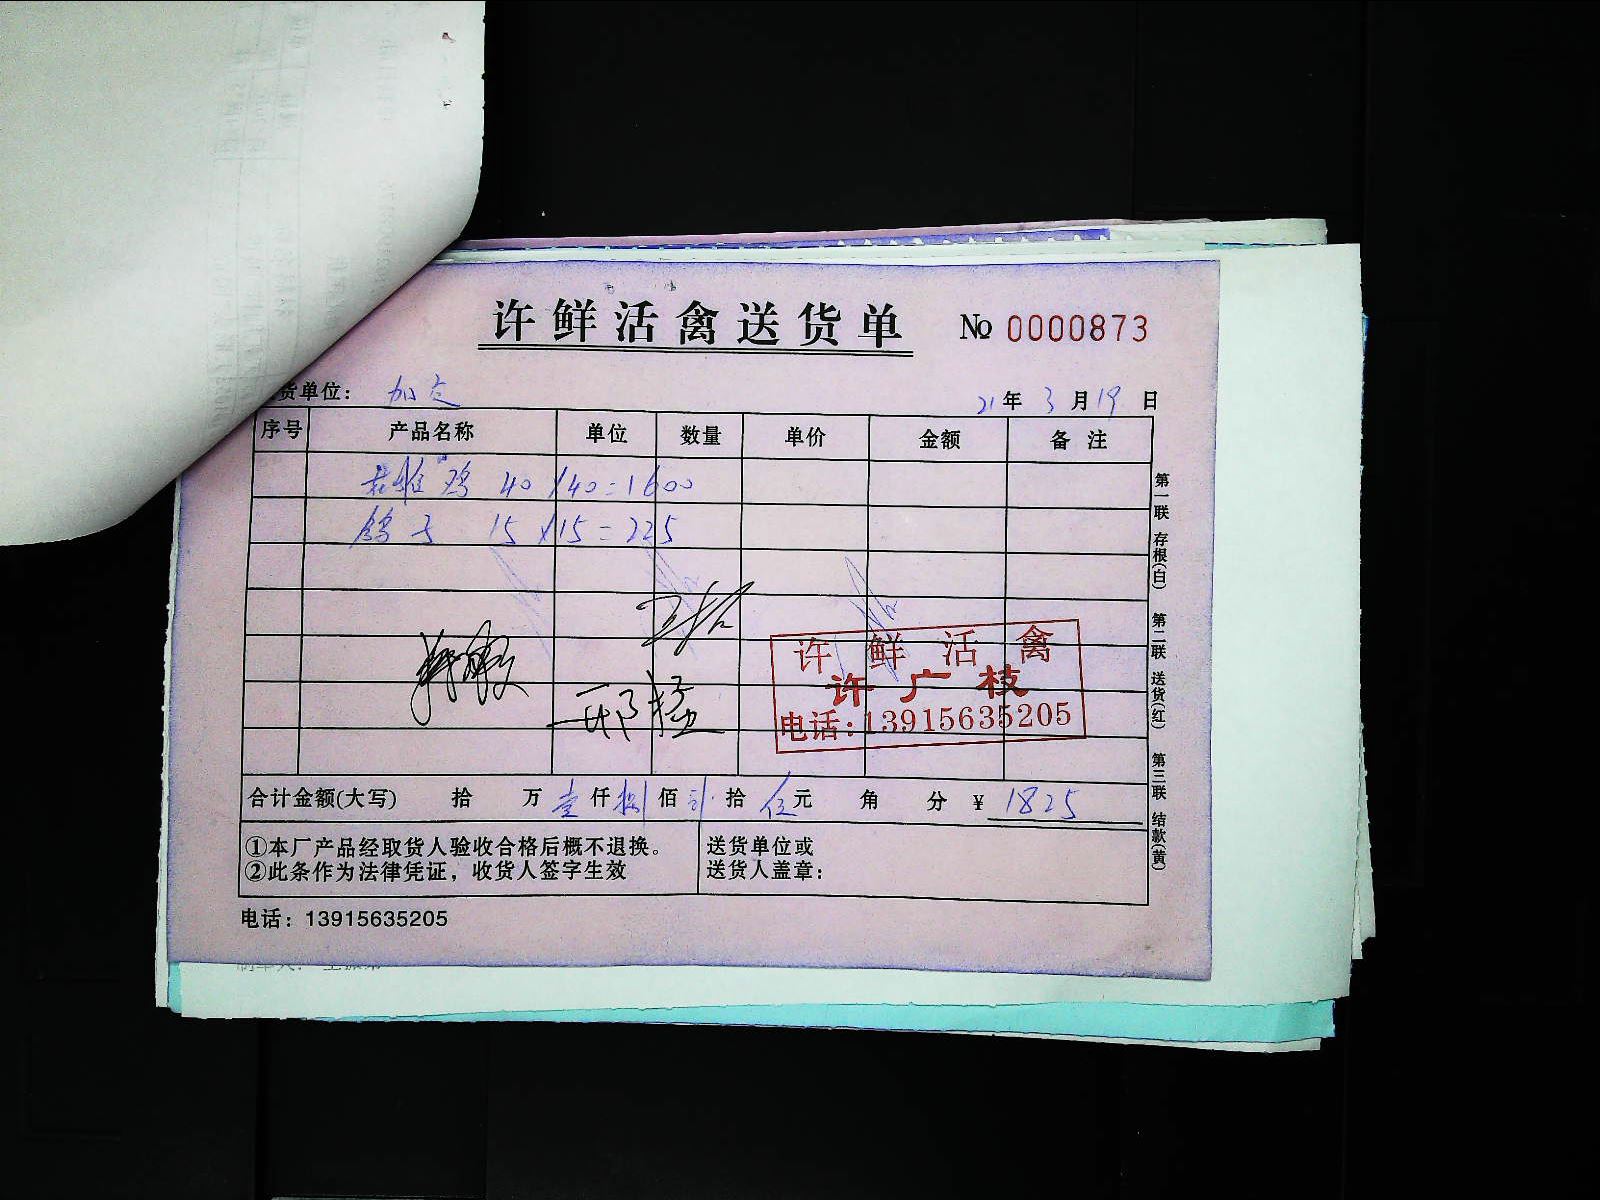 许鲜活禽送货单 No 0000873
货单位: 21年3月19日
序号 产品名称 单位 数量 单价 金额 备注
鸡 40×40=1600
鸽子 15×15=225
许鲜活禽
许广枝
电话:13915635205
合计金额(大写) 拾 万壹仟捌佰贰拾伍元 角 分 ¥ 1825
①本厂产品经取货人验收合格后概不退换。
②此条作为法律凭证，收货人签字生效
送货单位或
送货人盖章:
电话: 13915635205
第一联 存根(白) 第二联 送货(红) 第三联 结款(黄)